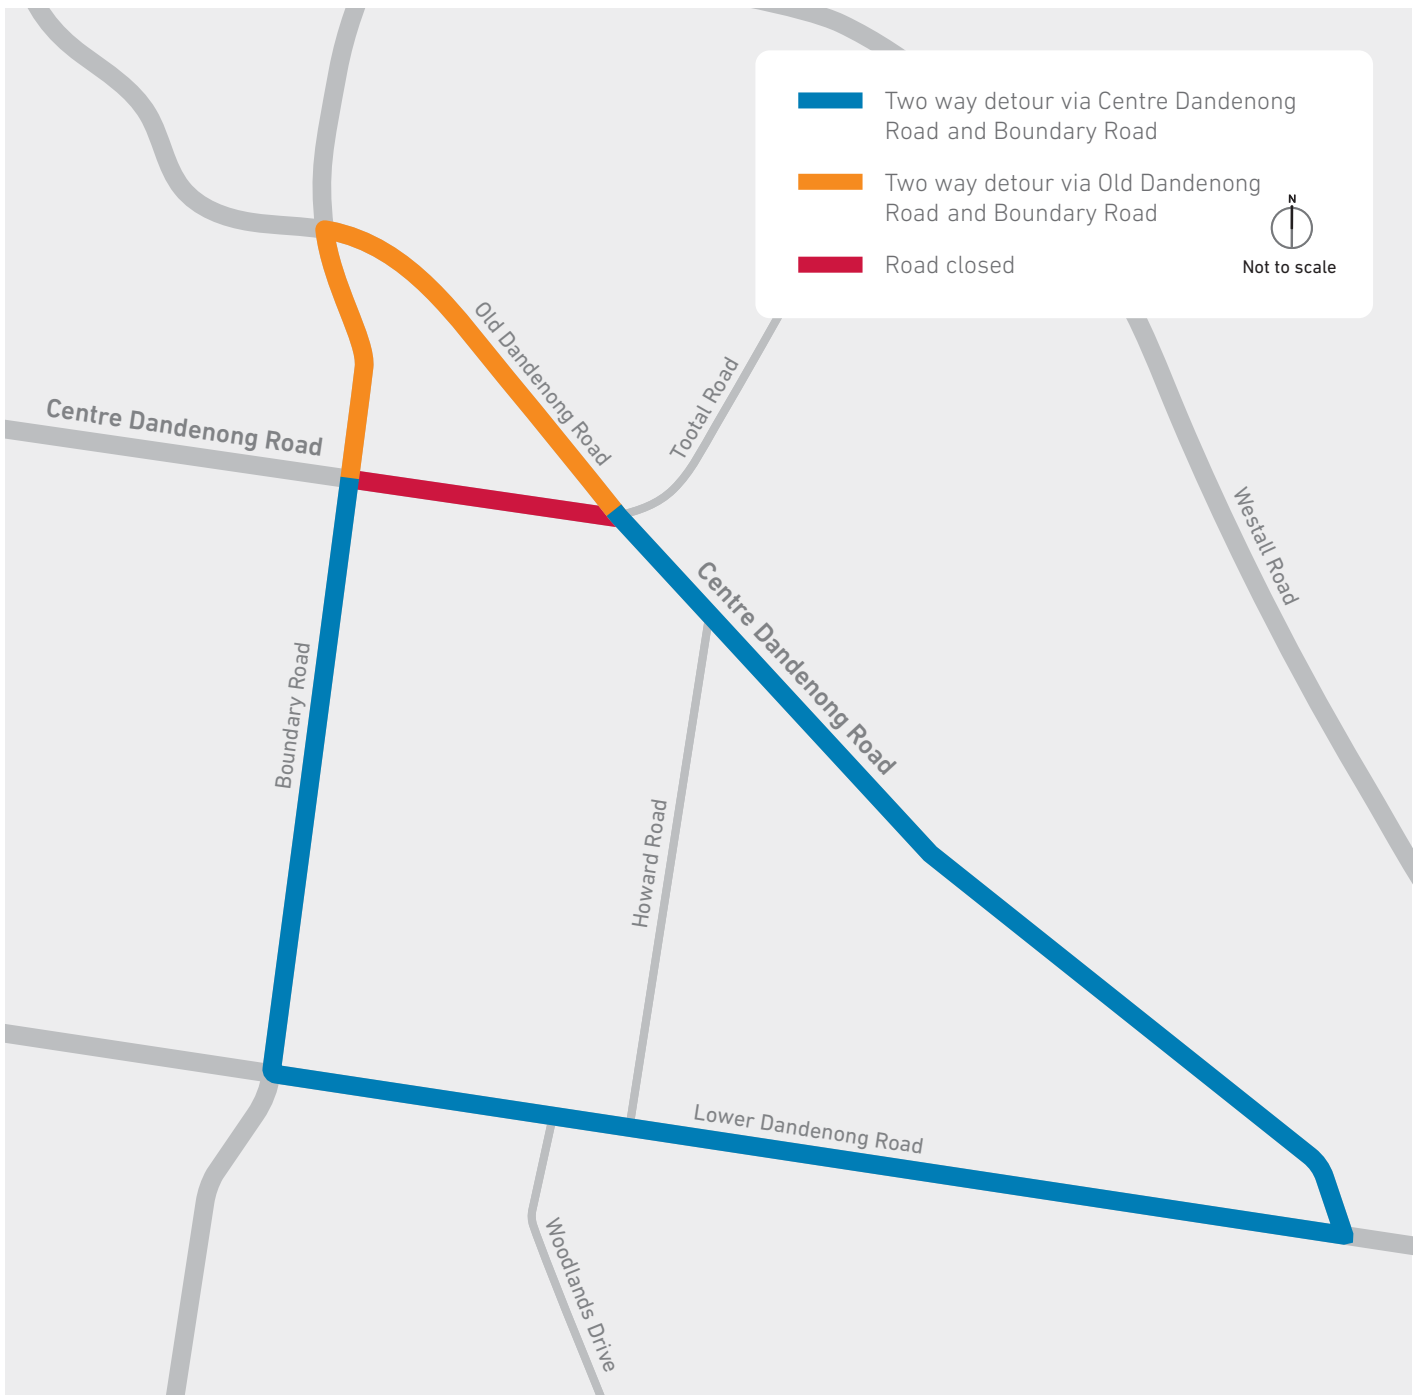 Two way detour via Centre Dandenong
Road and Boundary Road
Two way detour via Old Dandenong
Road and Boundary Road
N
Road closed
Not to scale
Old Dandenong Road
Tootal Road
Centre Dandenong Road
Westall Road
Centre Dandenong Road
Boundary Road
Howard Road
Lower Dandenong Road
Woodlands Drive